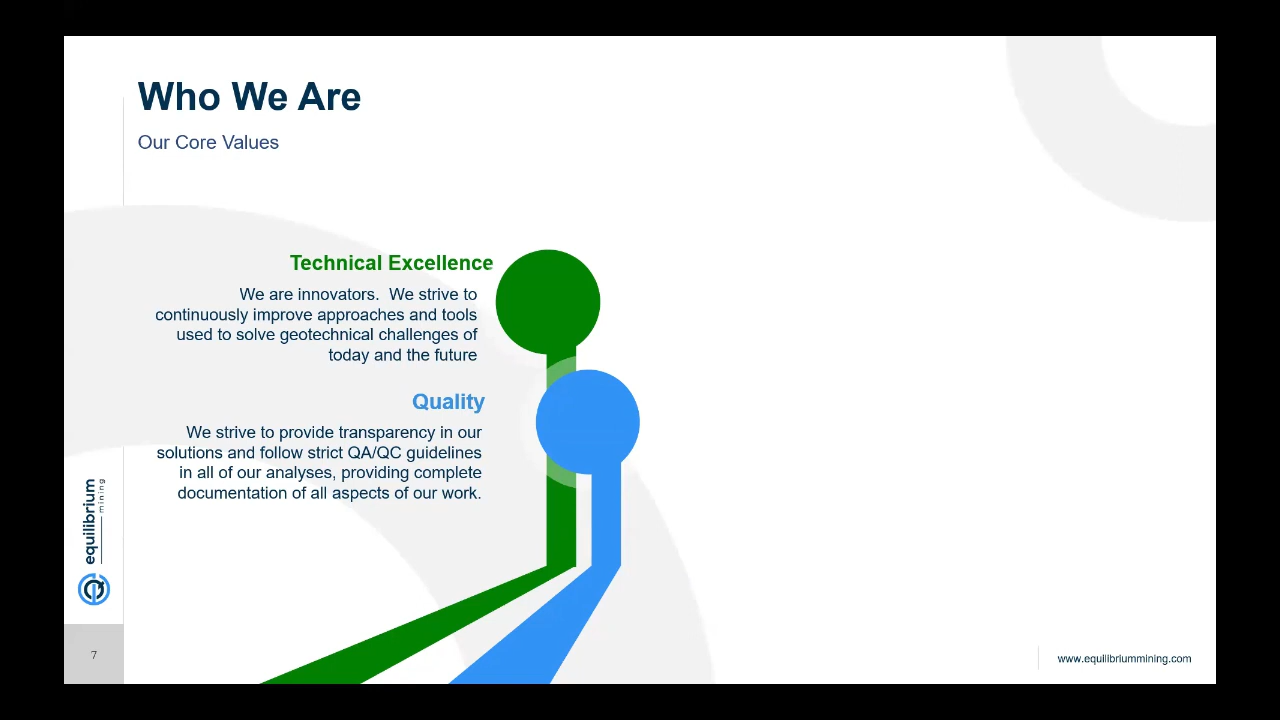 Who We Are
Our Core Values
Technical Excellence
We are innovators.  We strive to
continuously improve approaches and tools
used to solve geotechnical challenges of
today and the future
Quality
We strive to provide transparency in our
solutions and follow strict QA/QC guidelines
in all of our analyses, providing complete
documentation of all aspects of our work.
equilibrium
mining
7
www.equilibriummining.com